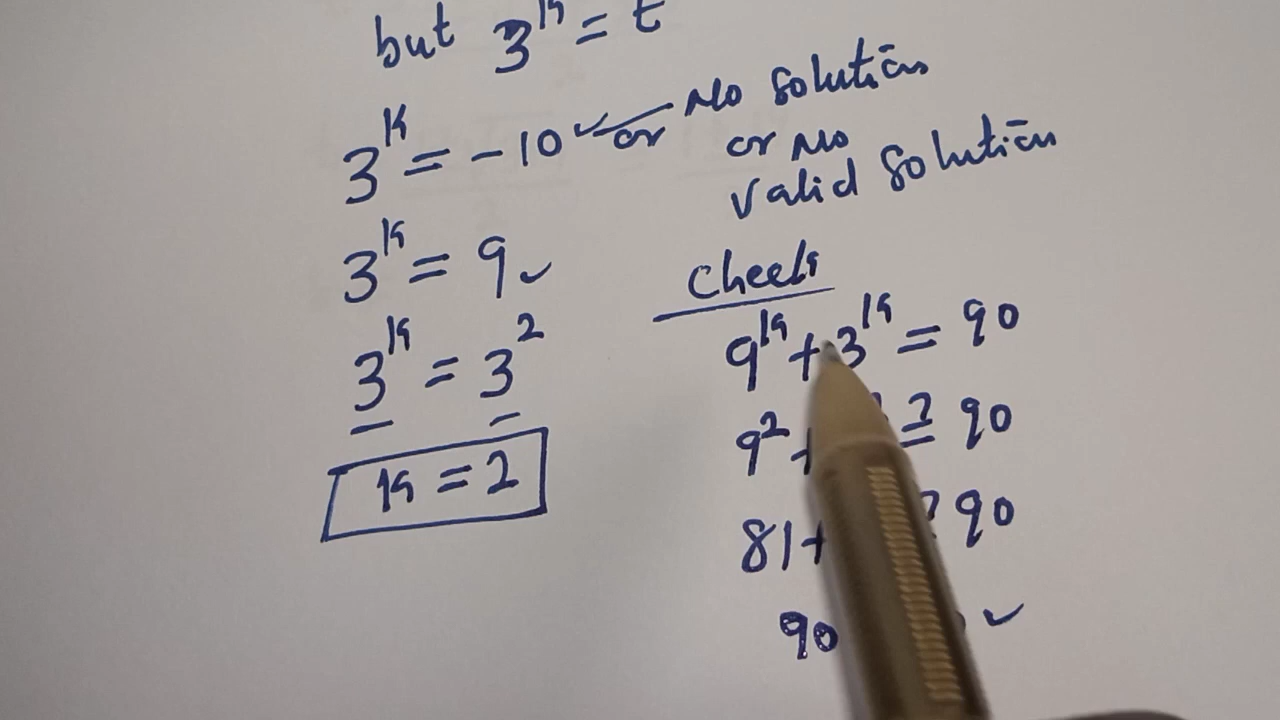 but 3^k = t
3^k = -10 ✓ or No solution
or No
valid solution
3^k = 9 ✓
3^k = 3^2
k = 2
Check
9^k + 3^k = 90
9^2 + ?= 90
81 + ? 90
90 ✓